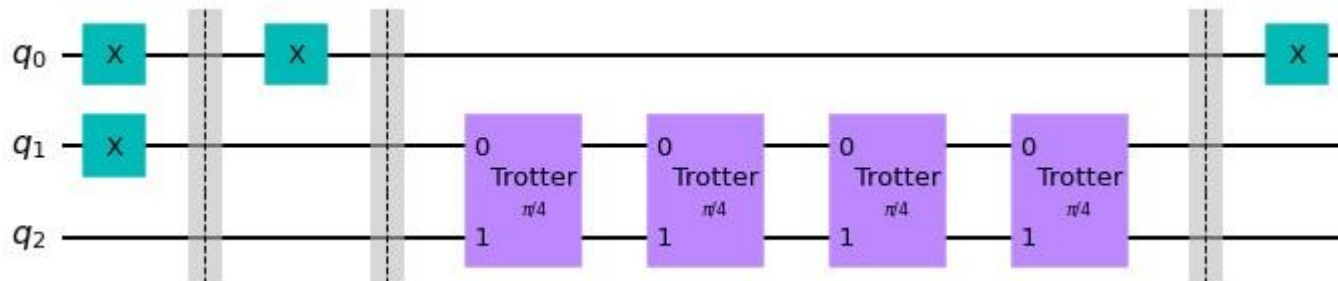 q0 X X X
q1 X 0 0 0 0
Trotter Trotter Trotter Trotter
π/4 π/4 π/4 π/4
q2 1 1 1 1